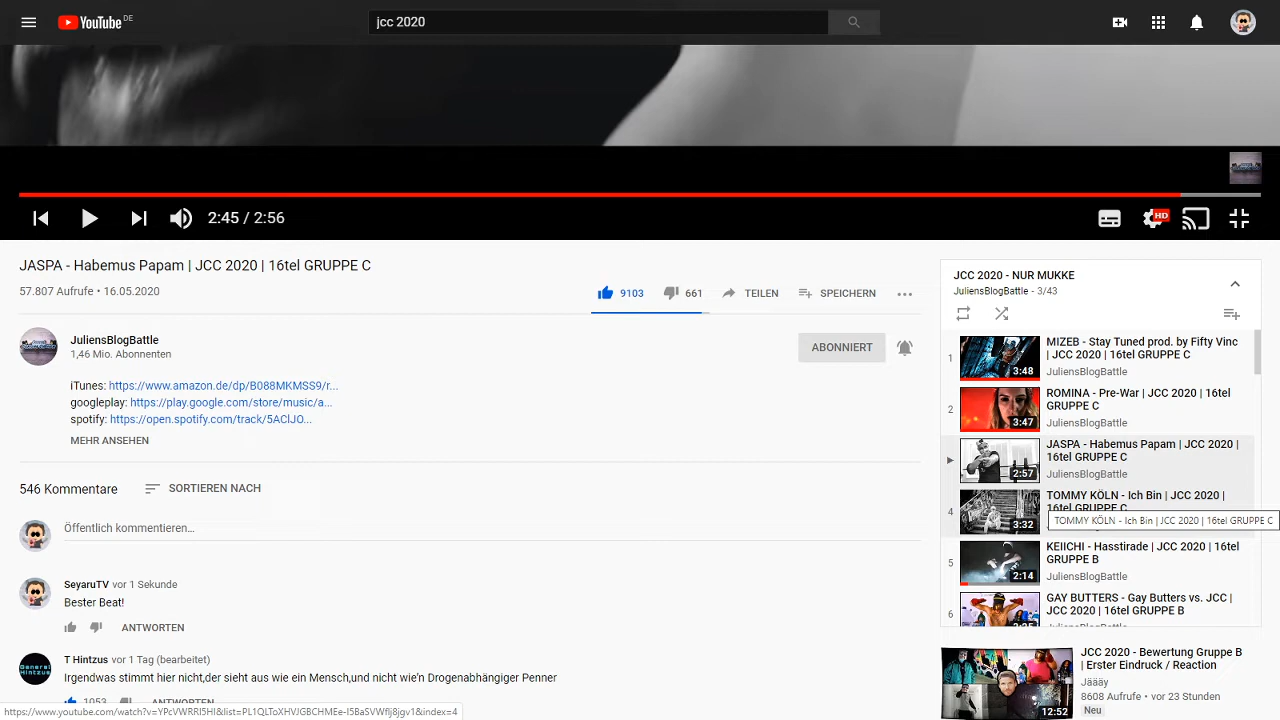 YouTube DE
jcc 2020
2:45 / 2:56
HD
JASPA - Habemus Papam | JCC 2020 | 16tel GRUPPE C
57.807 Aufrufe • 16.05.2020
9103
661
TEILEN
SPEICHERN
JuliensBlogBattle
1,46 Mio. Abonnenten
ABONNIERT
iTunes: https://www.amazon.de/dp/B088MKMSS9/r...
googleplay: https://play.google.com/store/music/a...
spotify: https://open.spotify.com/track/5AClJO...
MEHR ANSEHEN
546 Kommentare
SORTIEREN NACH
Öffentlich kommentieren...
SeyaruTV vor 1 Sekunde
Bester Beat!
ANTWORTEN
T Hintzus vor 1 Tag (bearbeitet)
Irgendwas stimmt hier nicht,der sieht aus wie ein Mensch,und nicht wie'n Drogenabhängiger Penner
1053
ANTWORTEN
https://www.youtube.com/watch?v=YPcVWRRI5HI&list=PL1QLToXHVJGBCHMEe-I5BaSVWflj8jgv1&index=4
JCC 2020 - NUR MUKKE
JuliensBlogBattle - 3/43
1
3:48
MIZEB - Stay Tuned prod. by Fifty Vinc
| JCC 2020 | 16tel GRUPPE C
JuliensBlogBattle
2
3:47
ROMINA - Pre-War | JCC 2020 | 16tel
GRUPPE C
JuliensBlogBattle
2:57
JASPA - Habemus Papam | JCC 2020 |
16tel GRUPPE C
JuliensBlogBattle
4
3:32
TOMMY KÖLN - Ich Bin | JCC 2020 |
16tel GRUPPE C
TOMMY KÖLN - Ich Bin | JCC 2020 | 16tel GRUPPE C
5
2:14
KEIICHI - Hasstirade | JCC 2020 | 16tel
GRUPPE B
JuliensBlogBattle
6
GAY BUTTERS - Gay Butters vs. JCC |
JCC 2020 | 16tel GRUPPE B
JuliensBlogBattle
12:52
JCC 2020 - Bewertung Gruppe B
| Erster Eindruck / Reaction
Jäääy
8608 Aufrufe • vor 23 Stunden
Neu